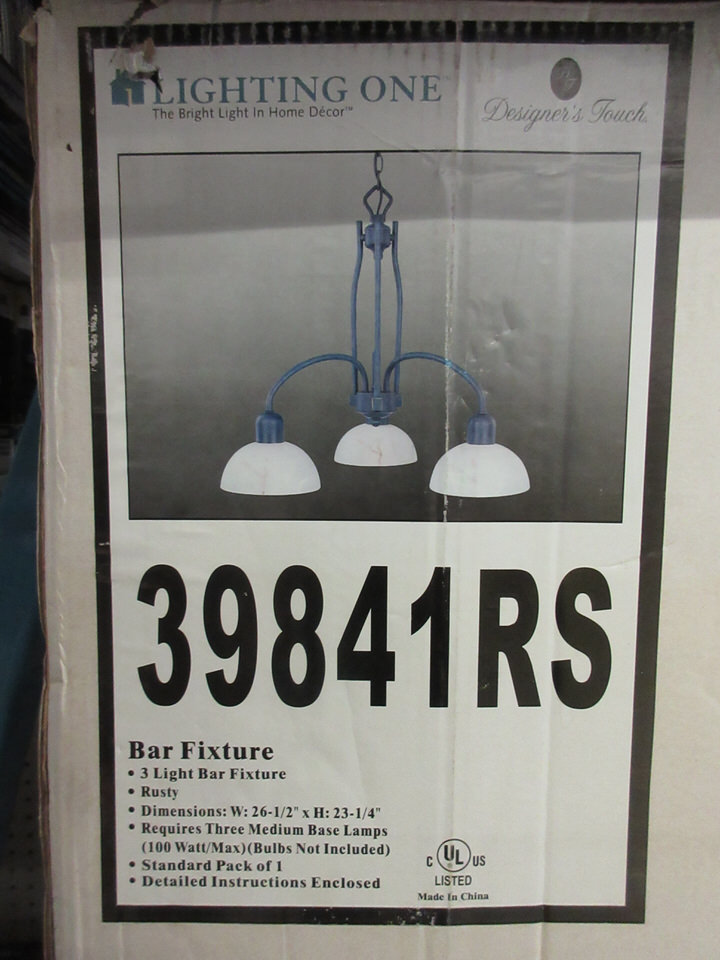 LIGHTING ONE™
The Bright Light In Home Décor™
Designer's Touch
39841RS
Bar Fixture
• 3 Light Bar Fixture
• Rusty
• Dimensions: W: 26-1/2" x H: 23-1/4"
• Requires Three Medium Base Lamps
(100 Watt/Max)(Bulbs Not Included)
• Standard Pack of 1
• Detailed Instructions Enclosed
C UL US
LISTED
Made In China